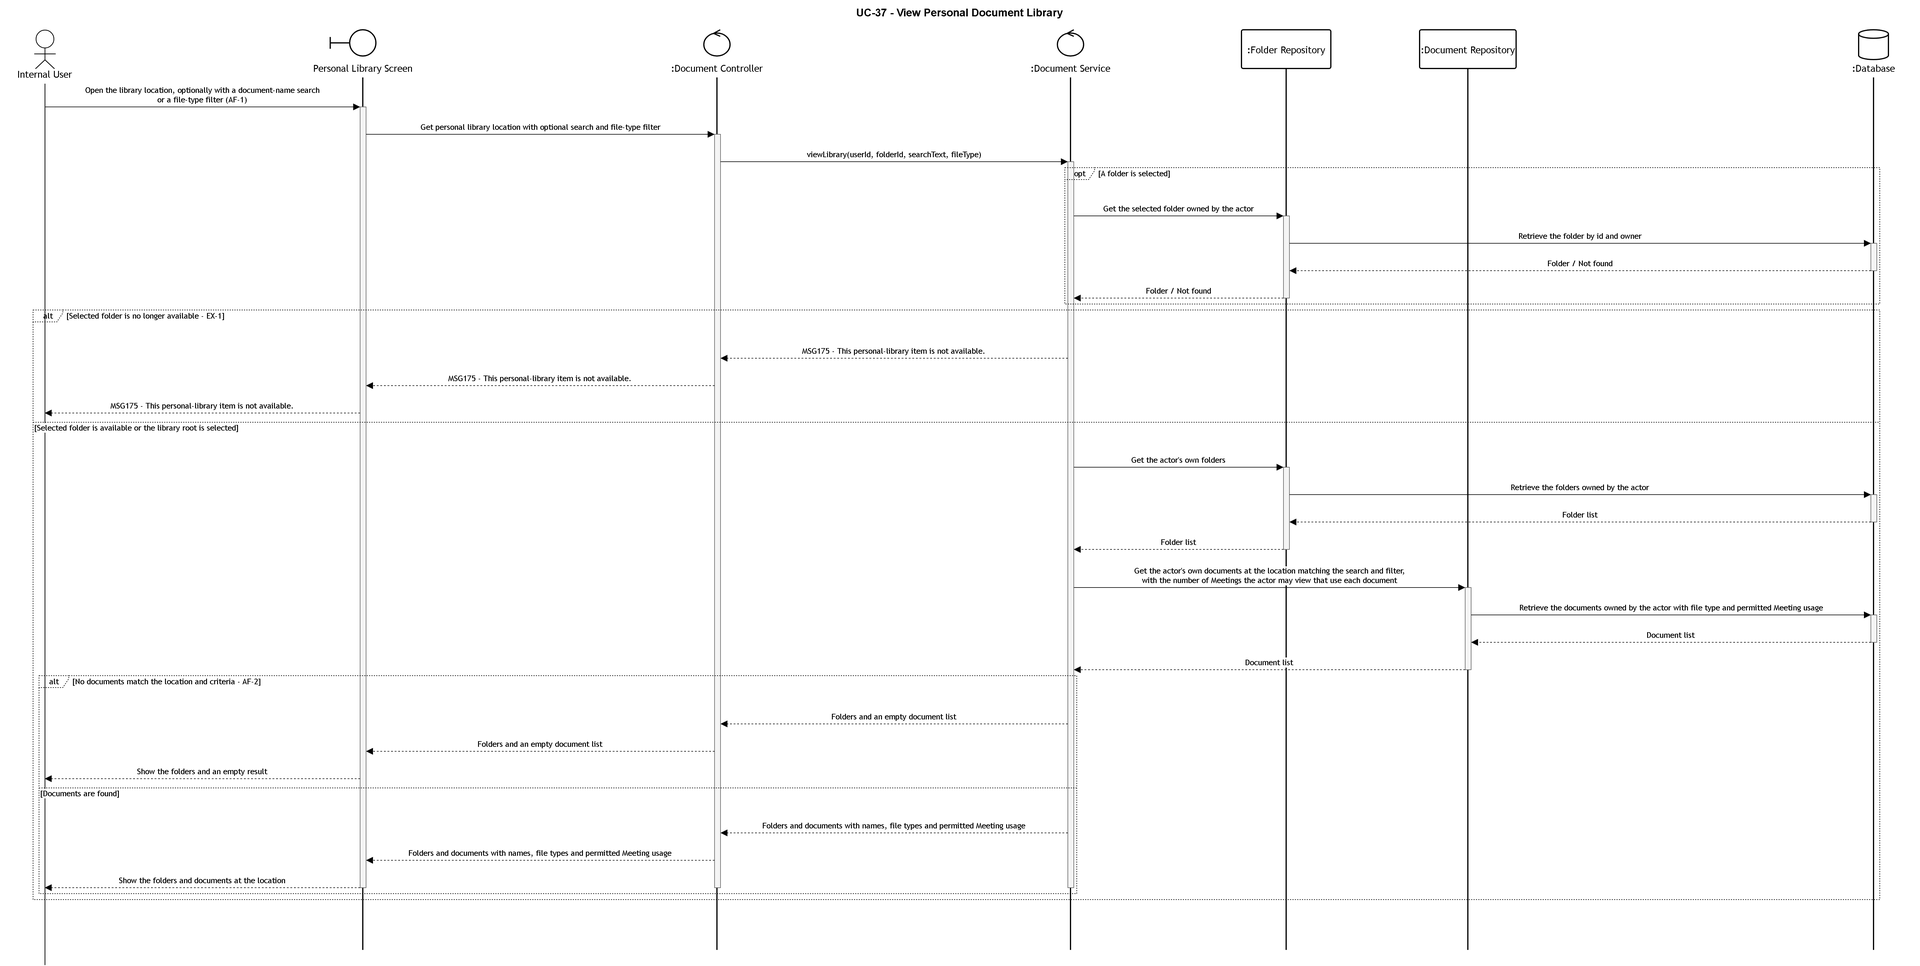 UC-37 - View Personal Document Library
Internal User
Personal Library Screen
:Document Controller
:Document Service
:Folder Repository
:Document Repository
:Database
Open the library location, optionally with a document-name search
or a file-type filter (AF-1)
Get personal library location with optional search and file-type filter
viewLibrary(userId, folderId, searchText, fileType)
opt
[A folder is selected]
Get the selected folder owned by the actor
Retrieve the folder by id and owner
Folder / Not found
Folder / Not found
alt
[Selected folder is no longer available - EX-1]
MSG175 - This personal-library item is not available.
MSG175 - This personal-library item is not available.
MSG175 - This personal-library item is not available.
[Selected folder is available or the library root is selected]
Get the actor's own folders
Retrieve the folders owned by the actor
Folder list
Folder list
Get the actor's own documents at the location matching the search and filter,
with the number of Meetings the actor may view that use each document
Retrieve the documents owned by the actor with file type and permitted Meeting usage
Document list
Document list
alt
[No documents match the location and criteria - AF-2]
Folders and an empty document list
Folders and an empty document list
Show the folders and an empty result
[Documents are found]
Folders and documents with names, file types and permitted Meeting usage
Folders and documents with names, file types and permitted Meeting usage
Show the folders and documents at the location